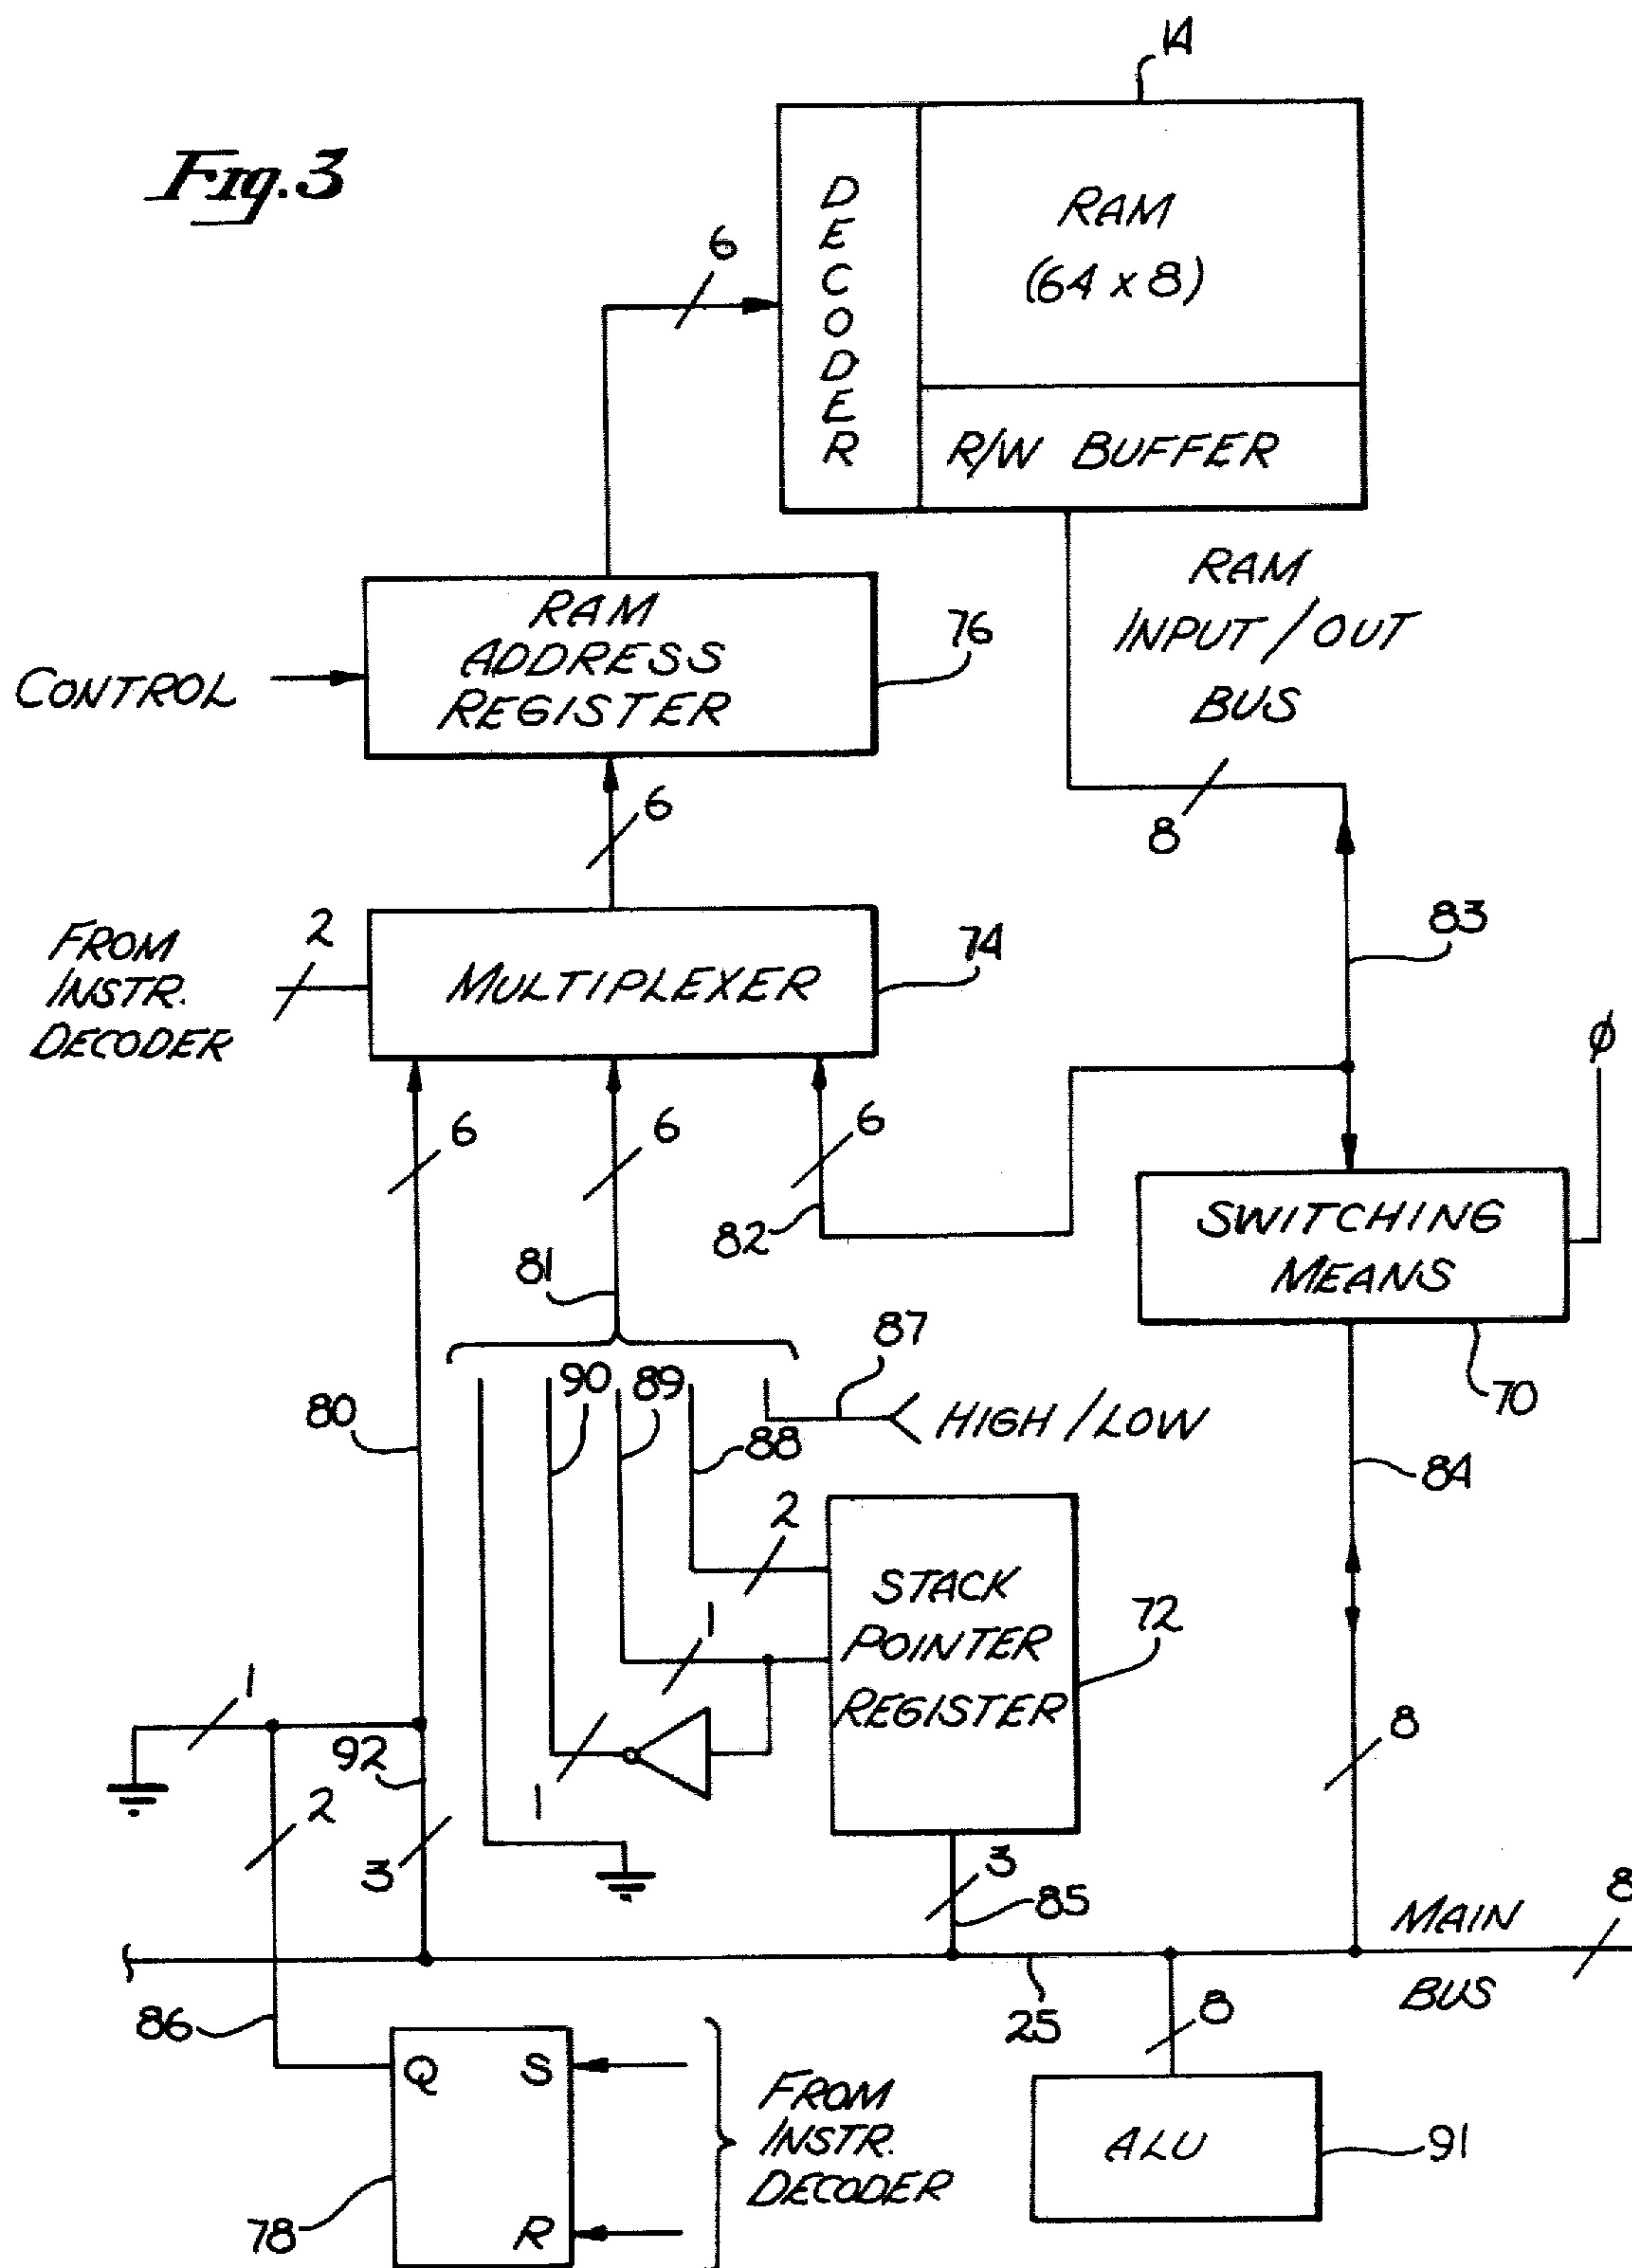 Fig. 3
14
DECODER
RAM
(64 x 8)
R/W BUFFER
6
RAM
ADDRESS
REGISTER
76
CONTROL
RAM
INPUT/OUT
BUS
8
6
FROM
INSTR.
DECODER
2
MULTIPLEXER
74
83
φ
6
6
6
82
81
SWITCHING
MEANS
70
87
HIGH/LOW
90
89
88
80
84
2
STACK
POINTER
REGISTER
72
1
1
1
92
2
3
3
85
8
MAIN
BUS
8
25
86
8
Q
S
R
78
FROM
INSTR.
DECODER
ALU
91